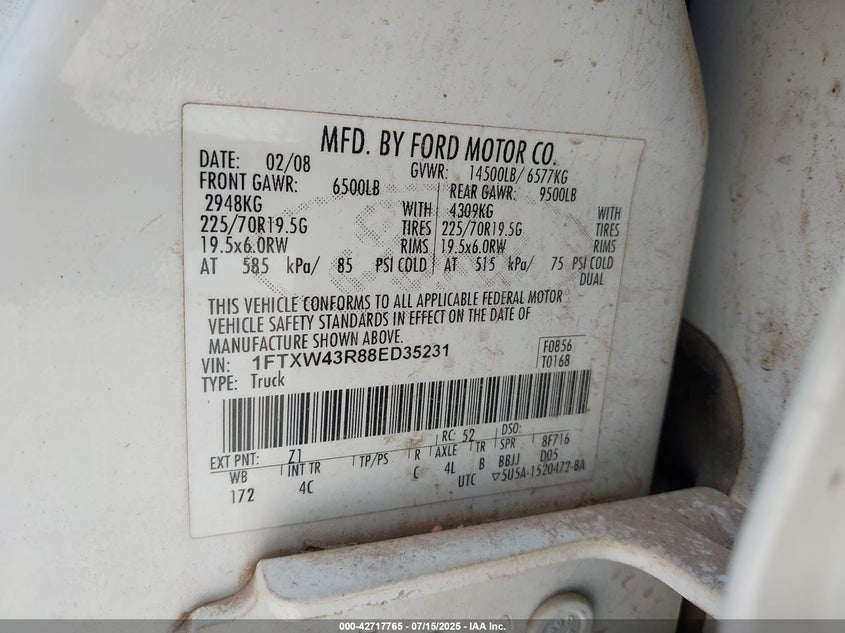 MFD. BY FORD MOTOR CO.
DATE: 02/08 GVWR: 14500LB/6577KG
FRONT GAWR: 6500LB REAR GAWR: 9500LB
2948KG WITH 4309KG WITH
225/70R19.5G TIRES 225/70R19.5G TIRES
19.5x6.0RW RIMS 19.5x6.0RW RIMS
AT 585 kPa/ 85 PSI COLD AT 515 kPa/ 75 PSI COLD
DUAL
THIS VEHICLE CONFORMS TO ALL APPLICABLE FEDERAL MOTOR
VEHICLE SAFETY STANDARDS IN EFFECT ON THE DATE OF
MANUFACTURE SHOWN ABOVE.
VIN: 1FTXW43R88ED35231 F0856
TYPE: Truck T0168
EXT PNT: Z1 RC: 52 DSO:
WB INT TR TP/PS R AXLE TR SPR 8F716
172 4C C 4L B BBJJ D05
UTC ▽5U5A-1520472-BA
000-42717765 - 07/15/2025 - IAA Inc.